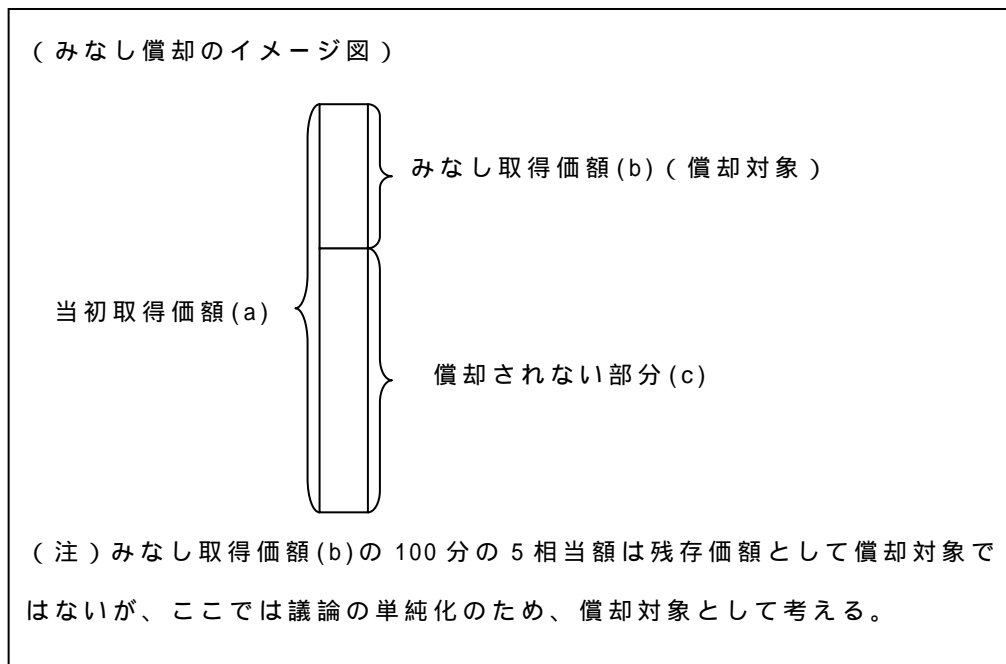 （みなし償却のイメージ図）
みなし取得価額(b)（償却対象）
当初取得価額(a)
償却されない部分(c)
（注）みなし取得価額(b)の 100 分の 5 相当額は残存価額として償却対象で
はないが、ここでは議論の単純化のため、償却対象として考える。